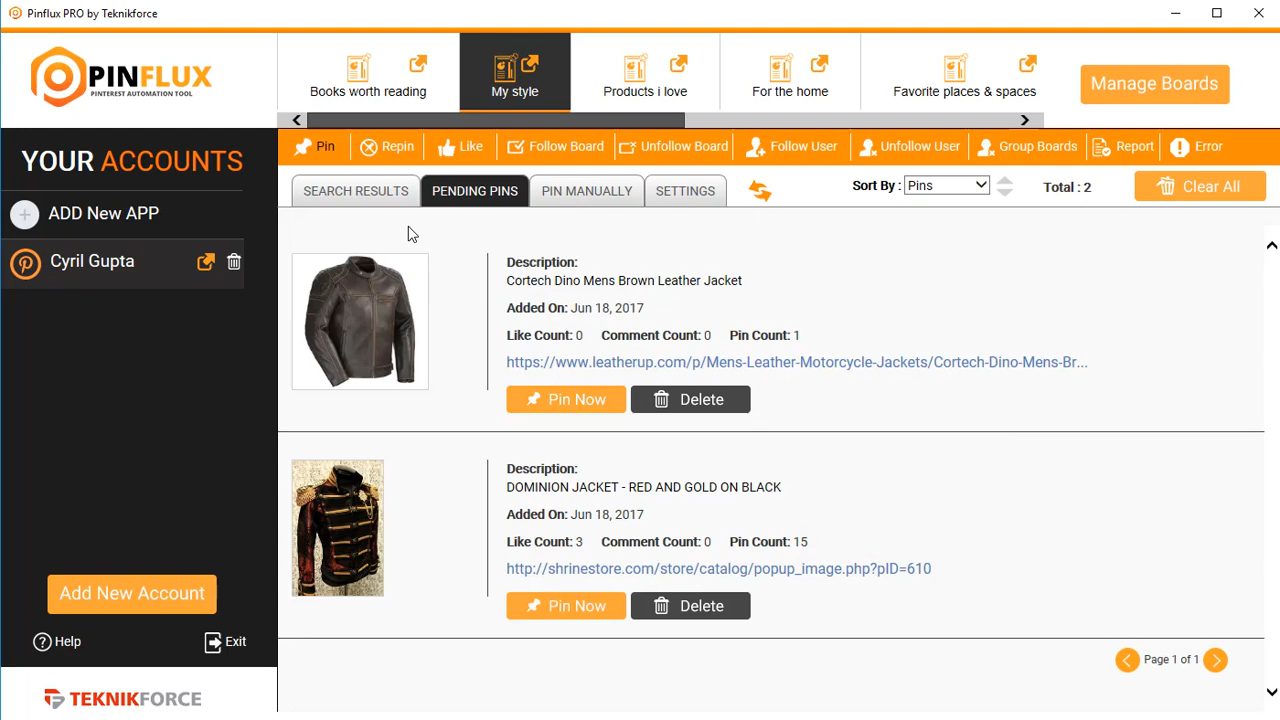 Pinflux PRO by Teknikforce
PINFLUX
PINTEREST AUTOMATION TOOL
Books worth reading
My style
Products i love
For the home
Favorite places & spaces
Manage Boards
YOUR ACCOUNTS
ADD New APP
Cyril Gupta
Add New Account
Help
Exit
TEKNIKFORCE
Pin
Repin
Like
Follow Board
Unfollow Board
Follow User
Unfollow User
Group Boards
Report
Error
SEARCH RESULTS
PENDING PINS
PIN MANUALLY
SETTINGS
Sort By : Pins
Total : 2
Clear All
Description:
Cortech Dino Mens Brown Leather Jacket
Added On: Jun 18, 2017
Like Count: 0 Comment Count: 0 Pin Count: 1
https://www.leatherup.com/p/Mens-Leather-Motorcycle-Jackets/Cortech-Dino-Mens-Br...
Pin Now Delete
Description:
DOMINION JACKET - RED AND GOLD ON BLACK
Added On: Jun 18, 2017
Like Count: 3 Comment Count: 0 Pin Count: 15
http://shrinestore.com/store/catalog/popup_image.php?pID=610
Pin Now Delete
Page 1 of 1